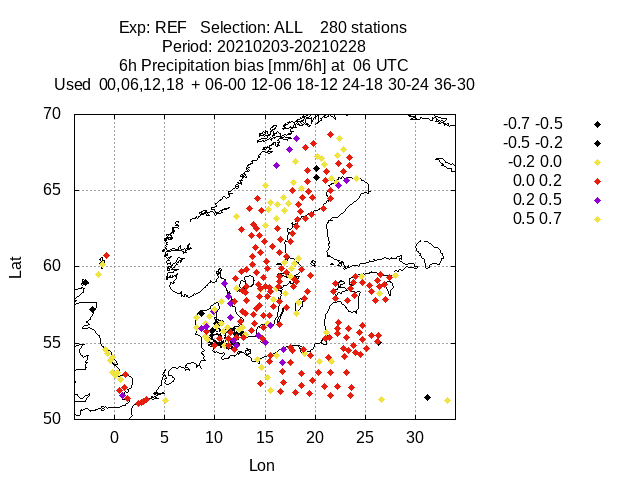 Exp: REF   Selection: ALL    280 stations
Period: 20210203-20210228
6h Precipitation bias [mm/6h] at  06 UTC
Used  00,06,12,18  + 06-00  12-06  18-12  24-18  30-24  36-30
70
65
60
55
50
Lat
0 5 10 15 20 25 30
Lon
-0.7 -0.5
-0.5 -0.2
-0.2 0.0
0.0 0.2
0.2 0.5
0.5 0.7